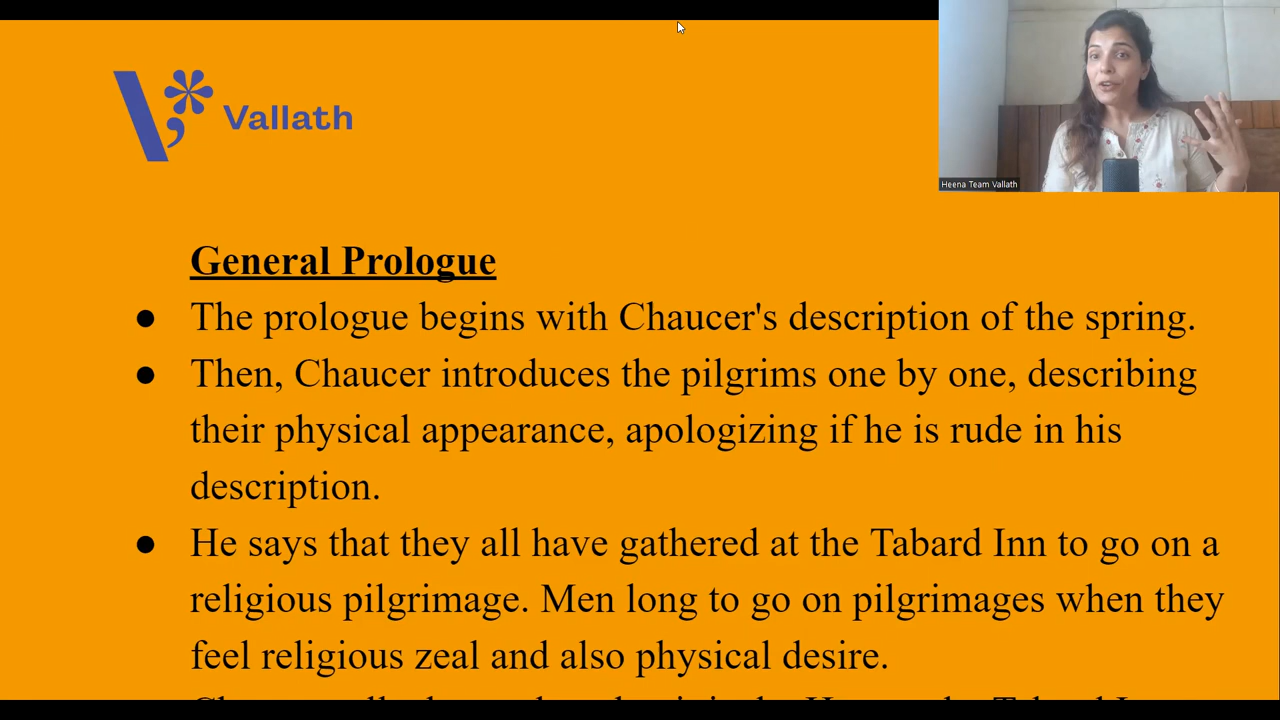 Vallath
Heena Team Vallath
General Prologue
● The prologue begins with Chaucer's description of the spring.
● Then, Chaucer introduces the pilgrims one by one, describing
their physical appearance, apologizing if he is rude in his
description.
● He says that they all have gathered at the Tabard Inn to go on a
religious pilgrimage. Men long to go on pilgrimages when they
feel religious zeal and also physical desire.